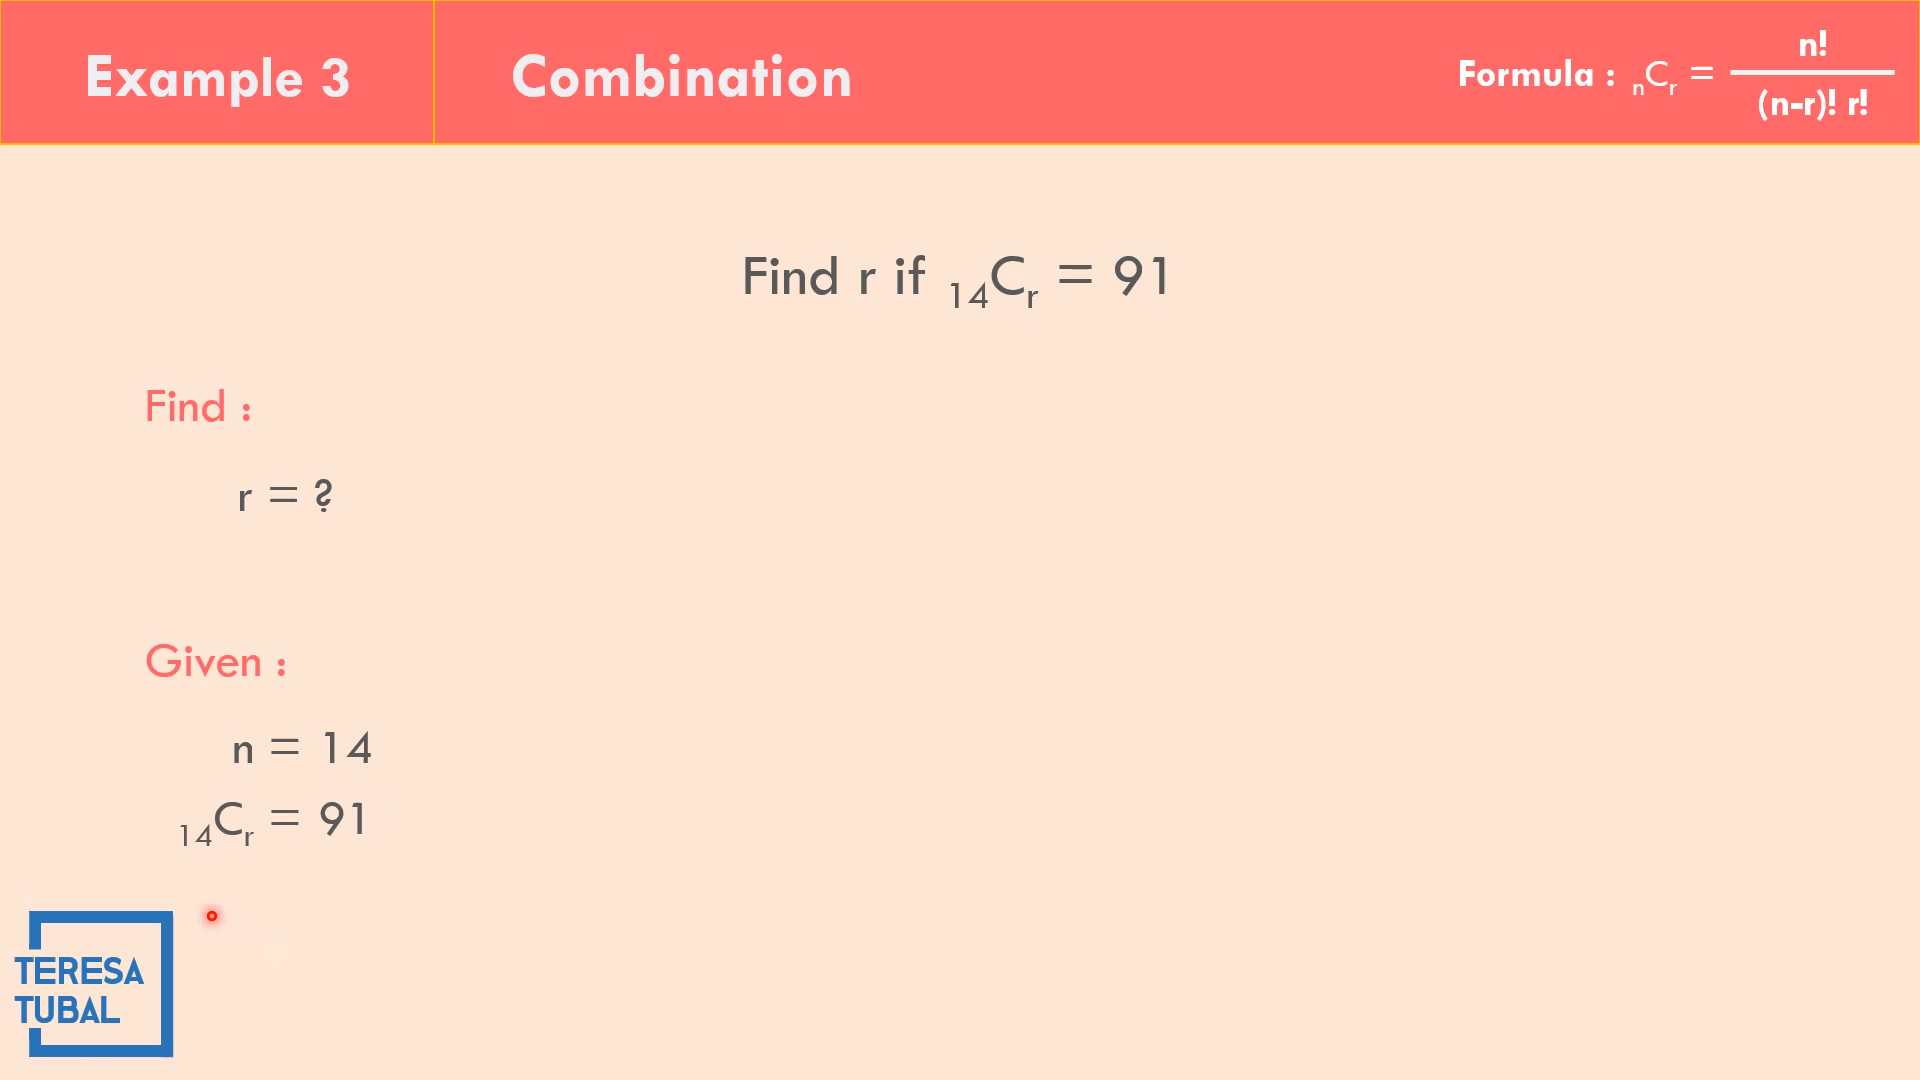 Example 3
Combination
Formula : nCr = n! / (n-r)! r!
Find r if 14Cr = 91
Find :
r = ?
Given :
n = 14
14Cr = 91
TERESA
TUBAL